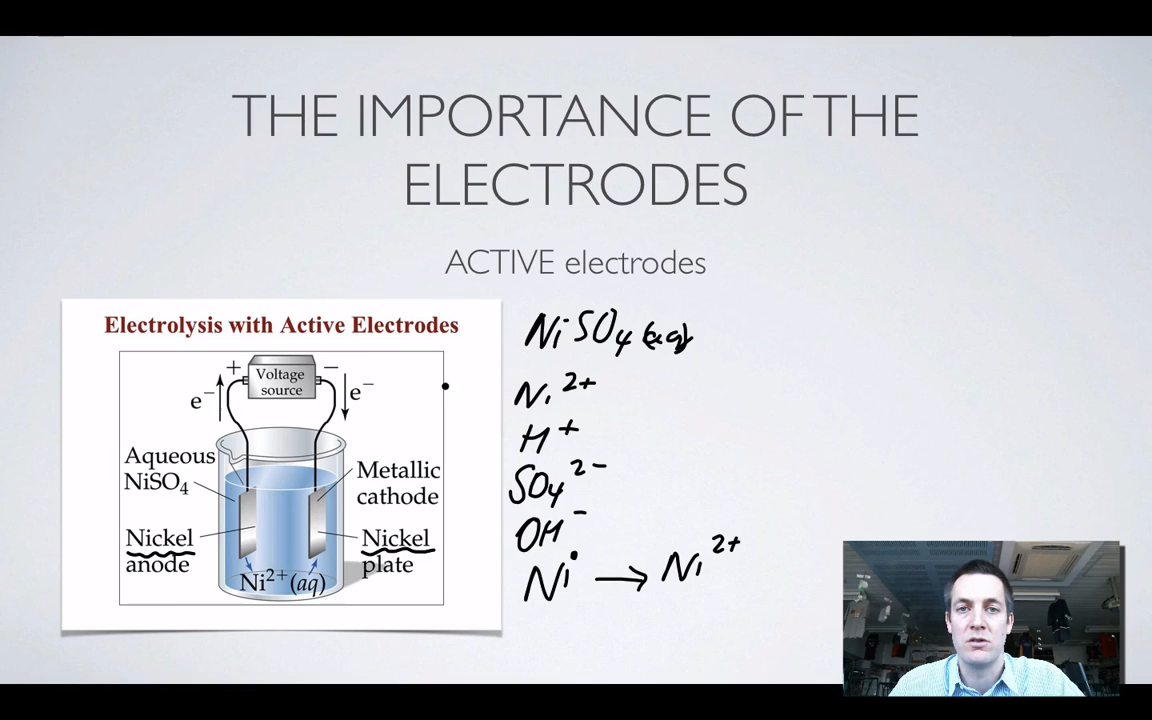 THE IMPORTANCE OF THE
ELECTRODES
ACTIVE electrodes
Electrolysis with Active Electrodes
+ Voltage −
source
e⁻
e⁻
Aqueous
NiSO₄
Metallic
cathode
Nickel
anode
Nickel
plate
Ni²⁺(aq)
NiSO₄(aq)
Ni²⁺
H⁺
SO₄²⁻
OH⁻
Ni → Ni²⁺